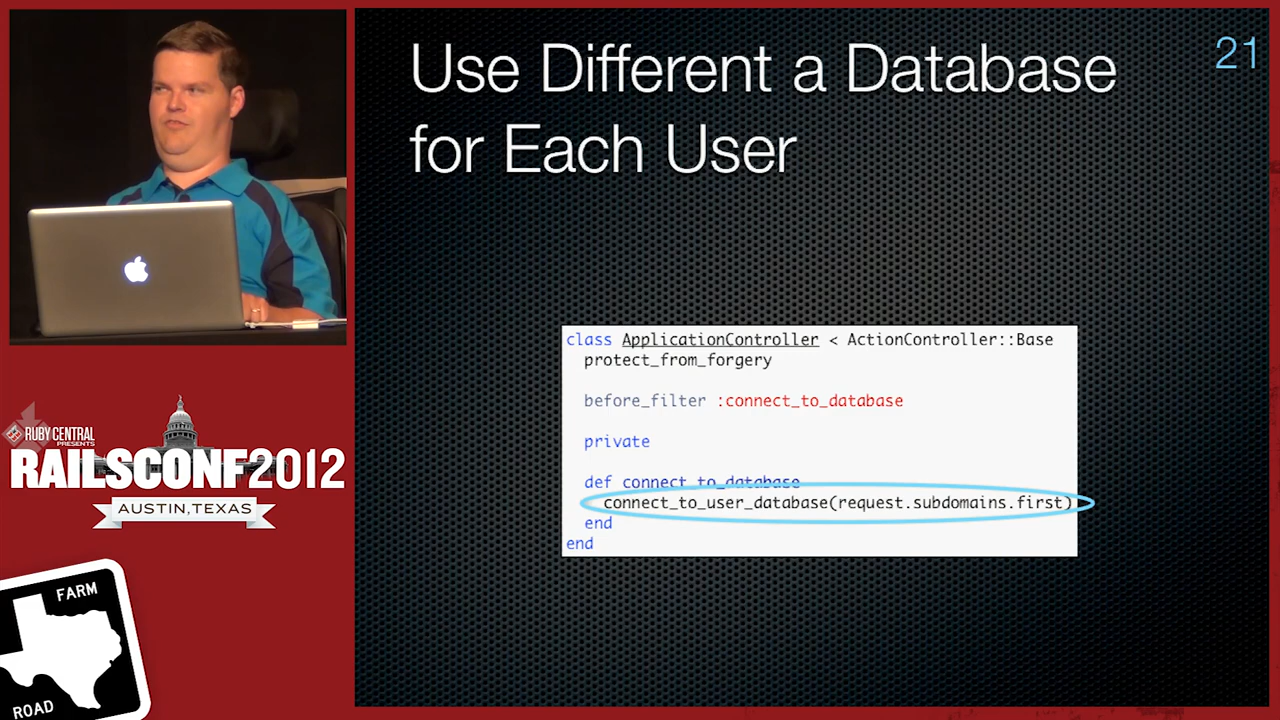 Use Different a Database
for Each User
21
class ApplicationController < ActionController::Base
protect_from_forgery
before_filter :connect_to_database
private
def connect_to_database
connect_to_user_database(request.subdomains.first)
end
end
RUBY CENTRAL
PRESENTS
RAILSCONF2012
AUSTIN,TEXAS
FARM
ROAD